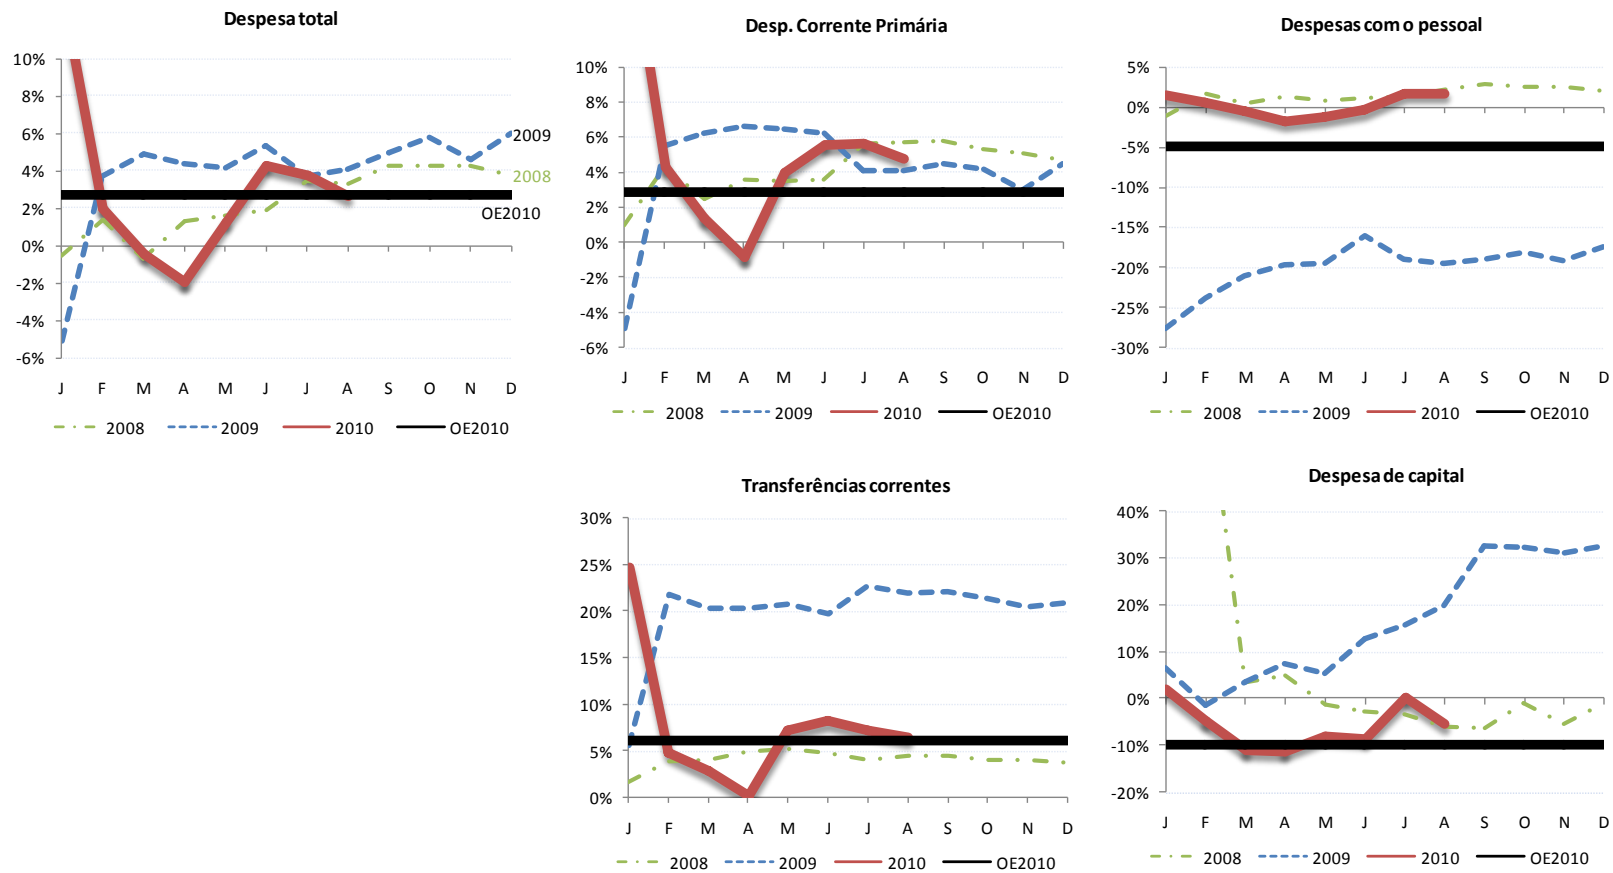 Despesa total
10%
8%
6%
4%
2%
0%
-2%
-4%
-6%
2009
2008
OE2010
J F M A M J J A S O N D
2008 2009 2010 OE2010
Desp. Corrente Primária
10%
8%
6%
4%
2%
0%
-2%
-4%
-6%
J F M A M J J A S O N D
2008 2009 2010 OE2010
Despesas com o pessoal
5%
0%
-5%
-10%
-15%
-20%
-25%
-30%
J F M A M J J A S O N D
2008 2009 2010 OE2010
Transferências correntes
30%
25%
20%
15%
10%
5%
0%
J F M A M J J A S O N D
2008 2009 2010 OE2010
Despesa de capital
40%
30%
20%
10%
0%
-10%
-20%
J F M A M J J A S O N D
2008 2009 2010 OE2010